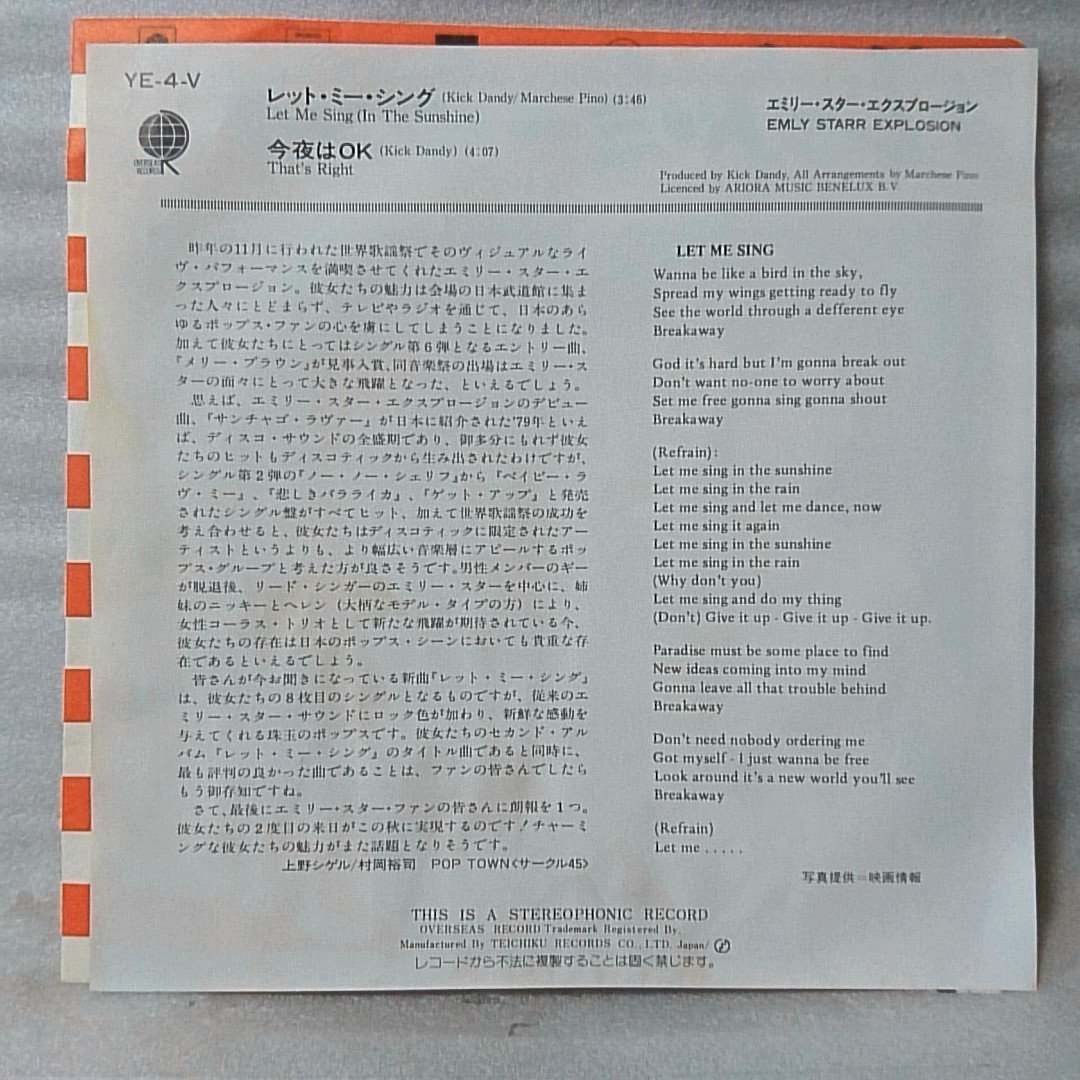 YE-4-V
OVERSEAS
RECORDS
レット・ミー・シング (Kick Dandy/Marchese Pino) (3:46)
Let Me Sing (In The Sunshine)
今夜はOK (Kick Dandy) (4:07)
That's Right
エミリー・スター・エクスプロージョン
EMLY STARR EXPLOSION
Produced by Kick Dandy, All Arrangements by Marchese Pino
Licenced by ARIORA MUSIC BENELUX B.V.
昨年の11月に行われた世界歌謡祭でそのヴィジュアルなライ
ヴ・パフォーマンスを満喫させてくれたエミリー・スター・エ
クスプロージョン。彼女たちの魅力は会場の日本武道館に集ま
った人々にとどまらず、テレビやラジオを通じて、日本のあら
ゆるポップス・ファンの心を虜にしてしまうことになりました。
加えて彼女たちにとってはシングル第6弾となるエントリー曲、
『メリー・ブラウン』が見事入賞、同音楽祭の出場はエミリー・ス
ターの面々にとって大きな飛躍となった、といえるでしょう。
思えば、エミリー・スター・エクスプロージョンのデビュー
曲、『サンチャゴ・ラヴァー』が日本に紹介された'79年といえ
ば、ディスコ・サウンドの全盛期であり、御多分にもれず彼女
たちのヒットもディスコティックから生み出されたわけですが、
シングル第2弾の『ノー・ノー・シェリフ』から『ベイビー・ラ
ヴ・ミー』、『悲しきバラライカ』、『ゲット・アップ』と発売
されたシングル盤がすべてヒット、加えて世界歌謡祭の成功を
考え合わせると、彼女たちはディスコティックに限定されたアー
ティストというよりも、より幅広い音楽層にアピールするポッ
プス・グループと考えた方が良さそうです。男性メンバーのギー
が脱退後、リード・シンガーのエミリー・スターを中心に、姉
妹のニッキーとヘレン（大柄なモデル・タイプの方）により、
女性コーラス・トリオとして新たな飛躍が期待されている今、
彼女たちの存在は日本のポップス・シーンにおいても貴重な存
在であるといえるでしょう。
皆さんが今お聞きになっている新曲『レット・ミー・シング』
は、彼女たちの8枚目のシングルとなるものですが、従来のエ
ミリー・スター・サウンドにロック色が加わり、新鮮な感動を
与えてくれる珠玉のポップスです。彼女たちのセカンド・アル
バム『レット・ミー・シング』のタイトル曲であると同時に、
最も評判の良かった曲であることは、ファンの皆さんでしたら
もう御存知ですね。
さて、最後にエミリー・スター・ファンの皆さんに朗報を1つ。
彼女たちの2度目の来日がこの秋に実現するのです！チャーミ
ングな彼女たちの魅力がまた話題となりそうです。
上野シゲル/村岡裕司 POP TOWN〈サークル45〉
LET ME SING
Wanna be like a bird in the sky,
Spread my wings getting ready to fly
See the world through a defferent eye
Breakaway
God it's hard but I'm gonna break out
Don't want no-one to worry about
Set me free gonna sing gonna shout
Breakaway
(Refrain):
Let me sing in the sunshine
Let me sing in the rain
Let me sing and let me dance, now
Let me sing it again
Let me sing in the sunshine
Let me sing in the rain
(Why don't you)
Let me sing and do my thing
(Don't) Give it up - Give it up - Give it up.
Paradise must be some place to find
New ideas coming into my mind
Gonna leave all that trouble behind
Breakaway
Don't need nobody ordering me
Got myself - I just wanna be free
Look around it's a new world you'll see
Breakaway
(Refrain)
Let me . . . . .
写真提供＝映画情報
THIS IS A STEREOPHONIC RECORD
OVERSEAS RECORD Trademark Registered By.
Manufactured By TEICHIKU RECORDS CO., LTD. Japan/
レコードから不法に複製することは固く禁じます。